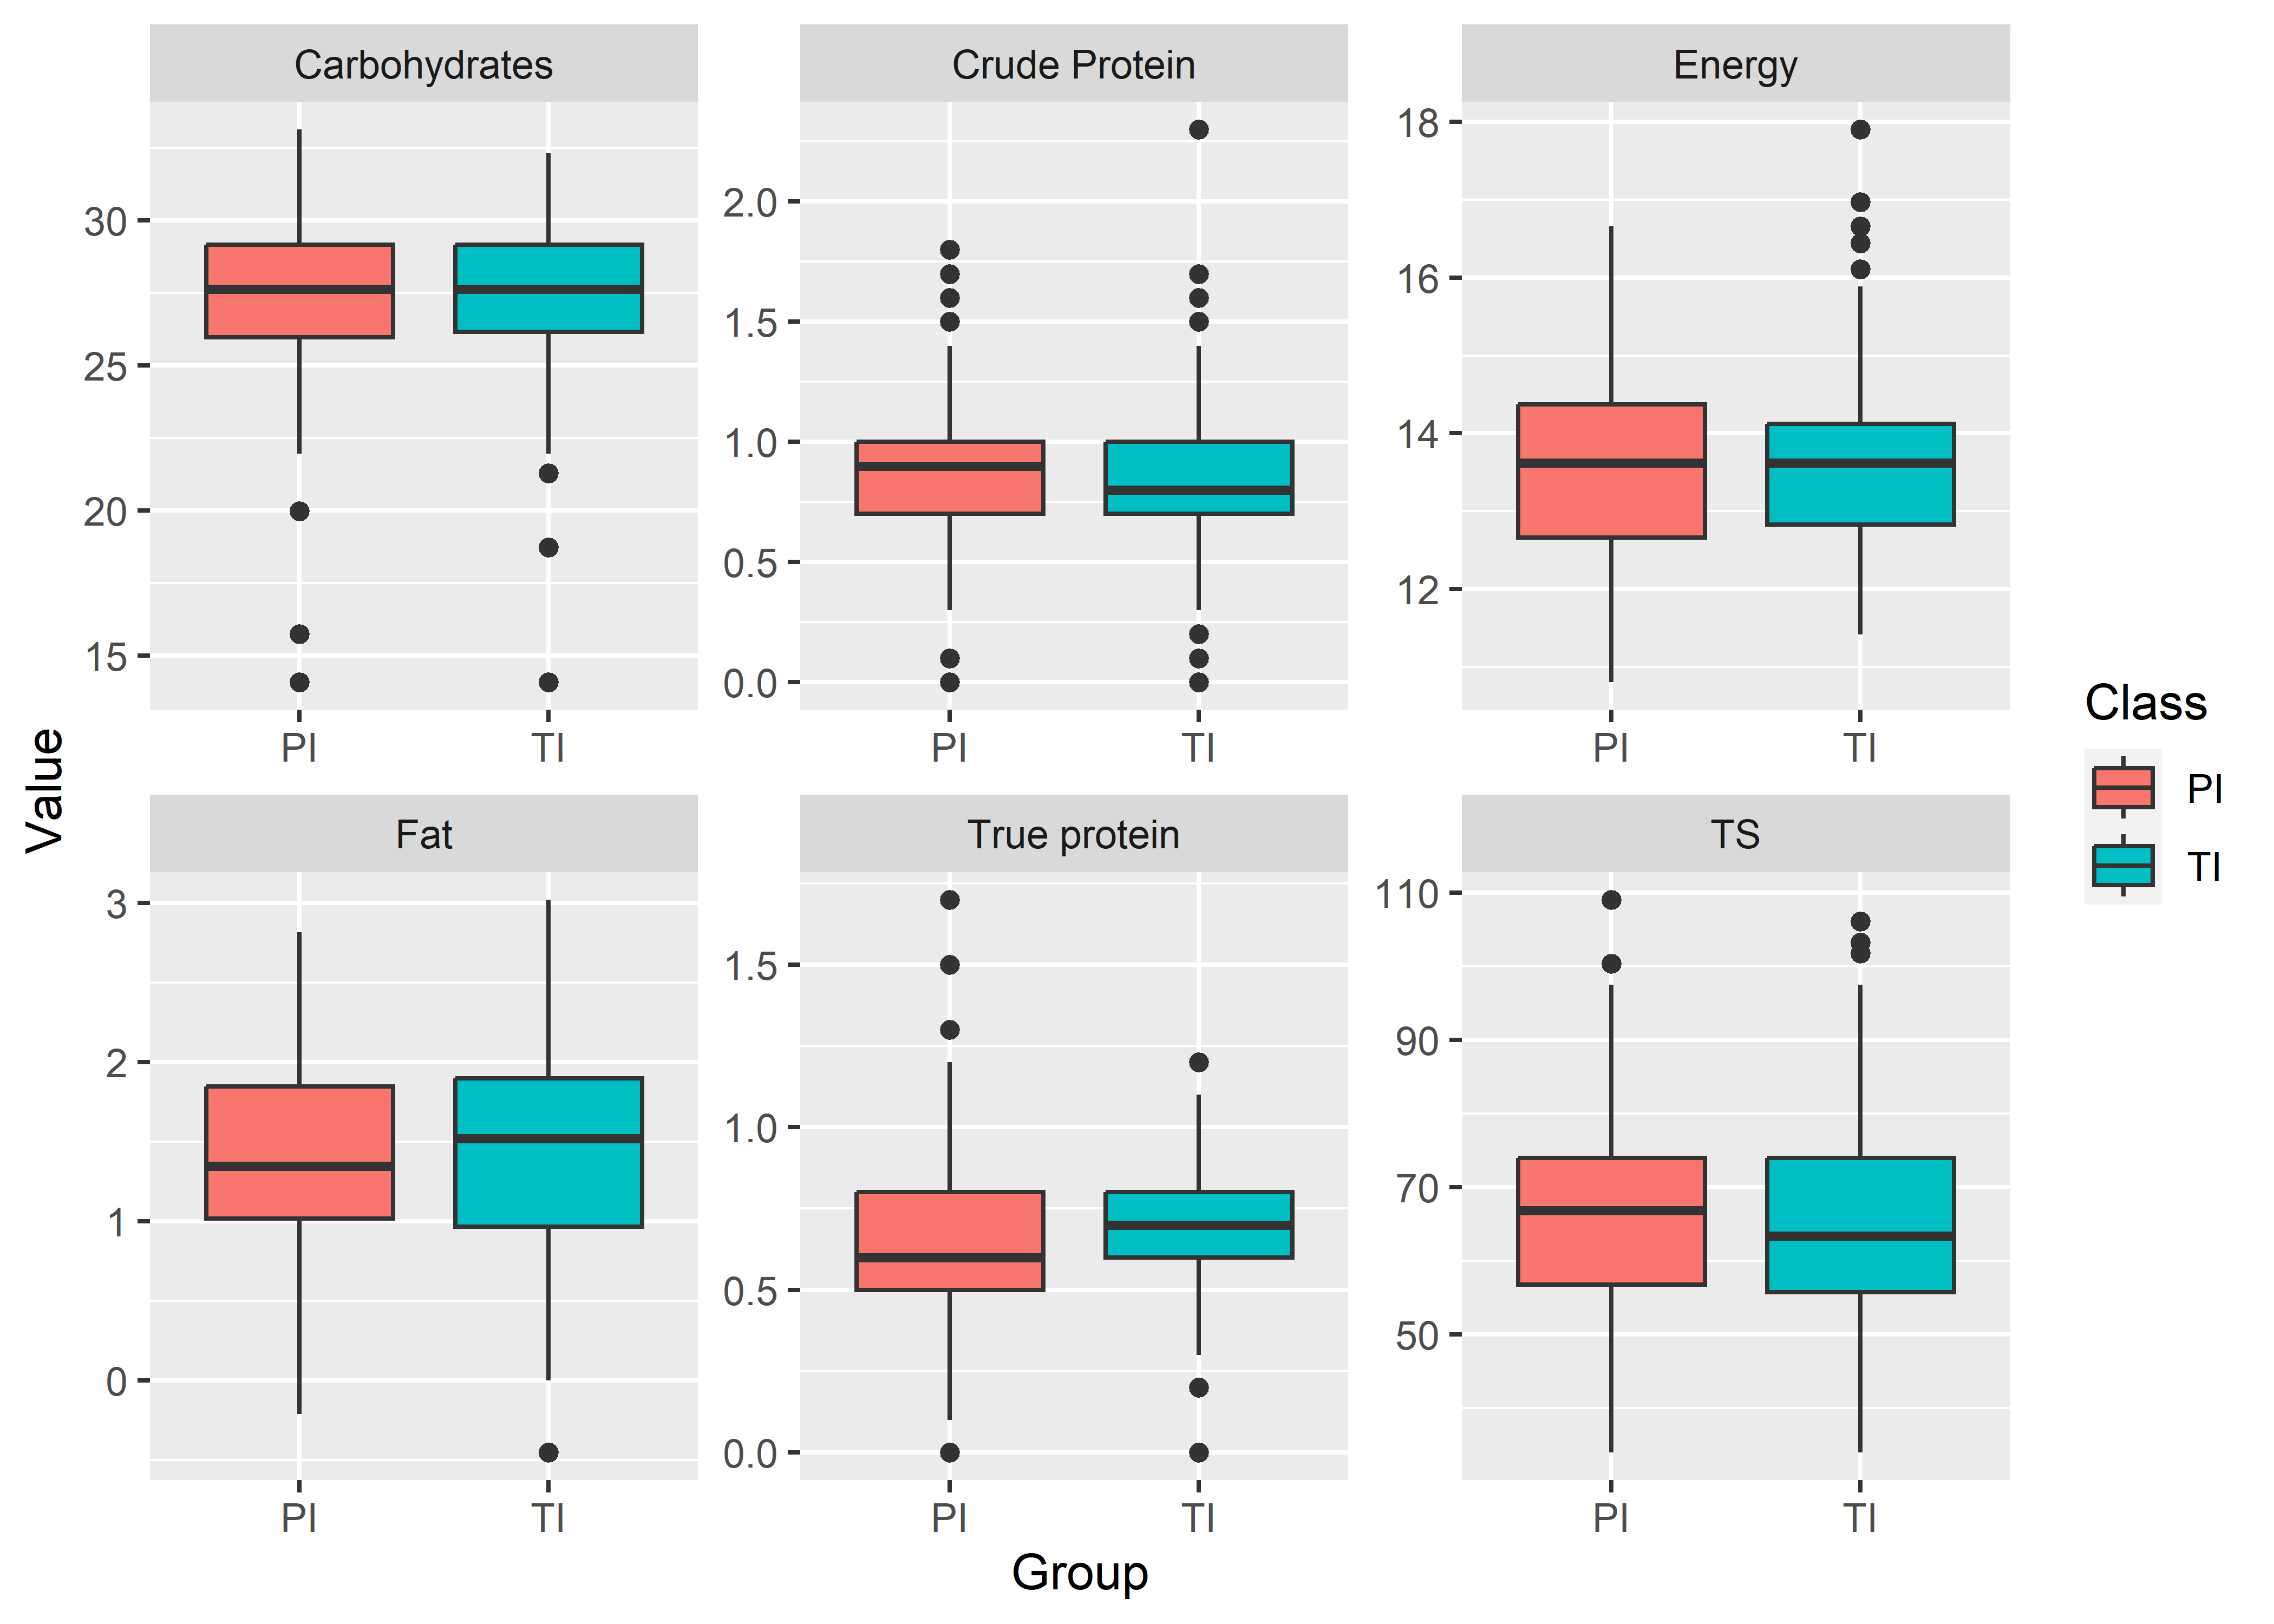 Carbohydrates
Crude Protein
Energy
30
25
20
15
2.0
1.5
1.0
0.5
0.0
18
16
14
12
PI
TI
PI
TI
PI
TI
Fat
True protein
TS
3
2
1
0
1.5
1.0
0.5
0.0
110
90
70
50
PI
TI
PI
TI
PI
TI
Value
Group
Class
PI
TI